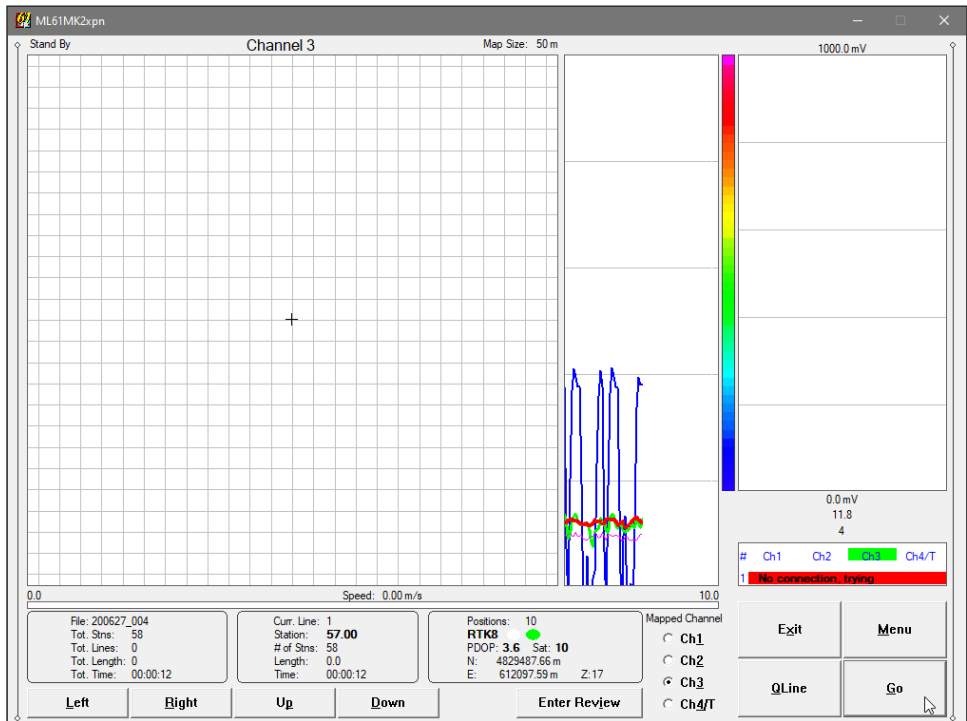 ML61MK2xpn
Stand By Channel 3 Map Size: 50 m
1000.0 mV
0.0 mV
11.8
4
# Ch1 Ch2 Ch3 Ch4/T
1 No connection, trying
0.0 Speed: 0.00 m/s 10.0
File: 200627_004
Tot. Stns: 58
Tot. Lines: 0
Tot. Length: 0
Tot. Time: 00:00:12
Curr. Line: 1
Station: 57.00
# of Stns: 58
Length: 0.0
Time: 00:00:12
Positions: 10
RTK8
PDOP: 3.6 Sat: 10
N: 4829487.66 m
E: 612097.59 m Z:17
Mapped Channel
Ch1
Ch2
Ch3
Ch4/T
Exit Menu
QLine Go
Left Right Up Down Enter Review